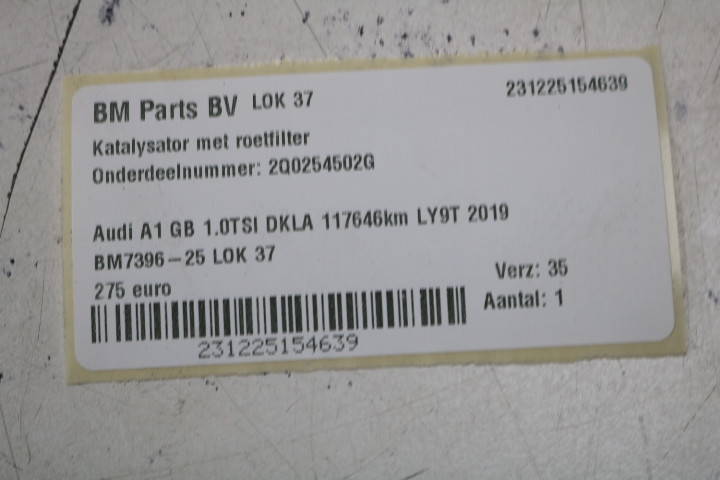 BM Parts BV LOK 37 231225154639
Katalysator met roetfilter
Onderdeelnummer: 2Q0254502G
Audi A1 GB 1.0TSI DKLA 117646km LY9T 2019
BM7396-25 LOK 37
Verz: 35
275 euro
Aantal: 1
231225154639